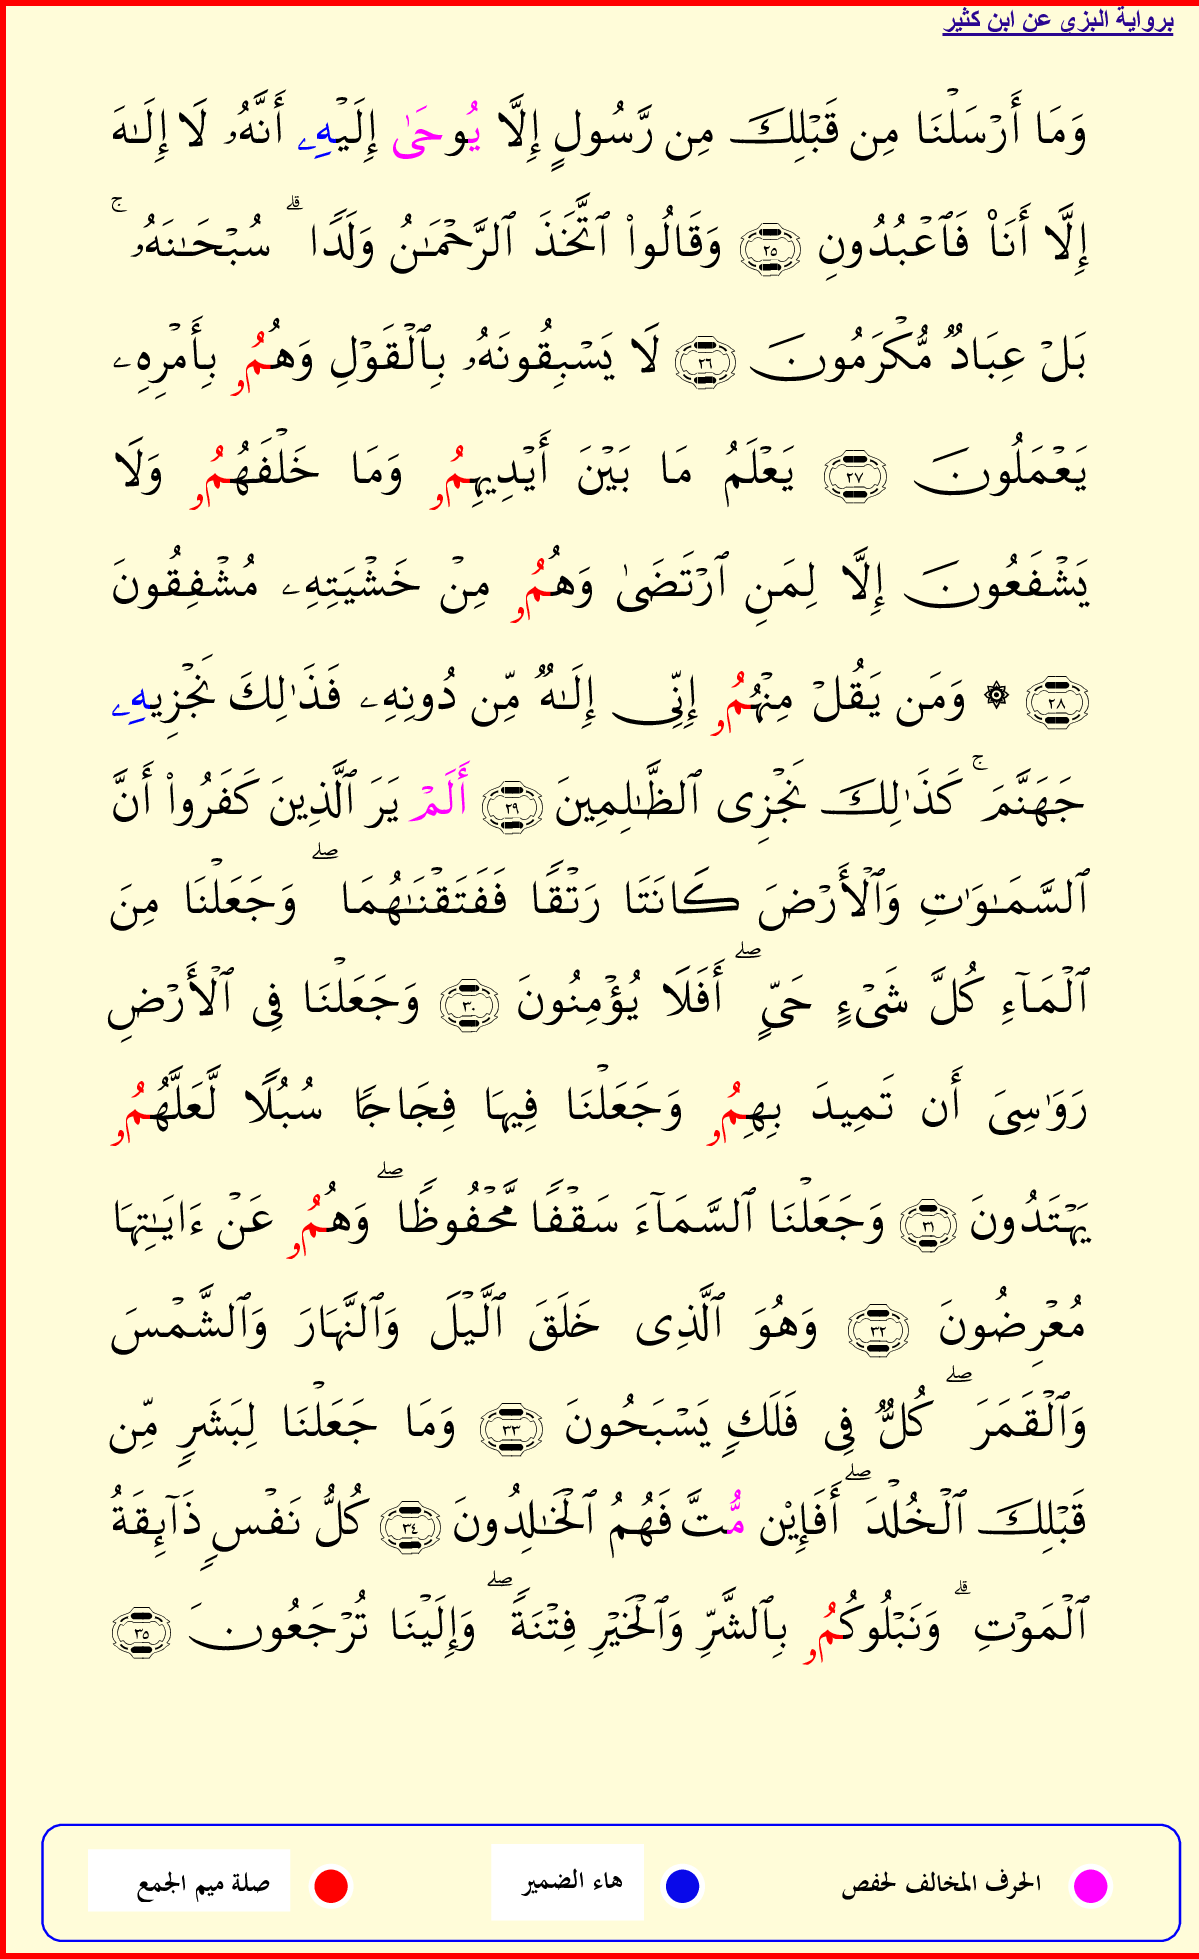 برواية البزى عن ابن كثير
وَمَا أَرۡسَلۡنَا مِن قَبۡلِكَ مِن رَّسُولٍ إِلَّا يُوحَىٰ إِلَيۡهِۦ أَنَّهُۥ لَا إِلَـٰهَ
إِلَّا أَنَا۠ فَٱعۡبُدُونِ ٢٥ وَقَالُوا۟ ٱتَّخَذَ ٱلرَّحۡمَـٰنُ وَلَدًا ۗ سُبۡحَـٰنَهُۥ ۚ
بَلۡ عِبَادٌ مُّكۡرَمُونَ ٢٦ لَا يَسۡبِقُونَهُۥ بِٱلۡقَوۡلِ وَهُمُۥ بِأَمۡرِهِۦ
يَعۡمَلُونَ ٢٧ يَعۡلَمُ مَا بَيۡنَ أَيۡدِيهِمُۥ وَمَا خَلۡفَهُمُۥ وَلَا
يَشۡفَعُونَ إِلَّا لِمَنِ ٱرۡتَضَىٰ وَهُمُۥ مِنۡ خَشۡيَتِهِۦ مُشۡفِقُونَ
٢٨ ۞ وَمَن يَقُلۡ مِنۡهُمُۥ إِنِّى إِلَـٰهٌ مِّن دُونِهِۦ فَذَٰلِكَ نَجۡزِيهِۦ
جَهَنَّمَ ۚ كَذَٰلِكَ نَجۡزِى ٱلظَّـٰلِمِينَ ٢٩ أَلَمۡ يَرَ ٱلَّذِينَ كَفَرُوا۟ أَنَّ
ٱلسَّمَـٰوَٰتِ وَٱلۡأَرۡضَ كَانَتَا رَتۡقًا فَفَتَقۡنَـٰهُمَا ۖ وَجَعَلۡنَا مِنَ
ٱلۡمَآءِ كُلَّ شَىۡءٍ حَىٍّ ۖ أَفَلَا يُؤۡمِنُونَ ٣٠ وَجَعَلۡنَا فِى ٱلۡأَرۡضِ
رَوَٰسِىَ أَن تَمِيدَ بِهِمُۥ وَجَعَلۡنَا فِيهَا فِجَاجًا سُبُلًا لَّعَلَّهُمُۥ
يَهۡتَدُونَ ٣١ وَجَعَلۡنَا ٱلسَّمَآءَ سَقۡفًا مَّحۡفُوظًا ۖ وَهُمُۥ عَنۡ ءَايَـٰتِهَا
مُعۡرِضُونَ ٣٢ وَهُوَ ٱلَّذِى خَلَقَ ٱلَّيۡلَ وَٱلنَّهَارَ وَٱلشَّمۡسَ
وَٱلۡقَمَرَ ۖ كُلٌّ فِى فَلَكٍ يَسۡبَحُونَ ٣٣ وَمَا جَعَلۡنَا لِبَشَرٍ مِّن
قَبۡلِكَ ٱلۡخُلۡدَ ۖ أَفَإِيْن مُّتَّ فَهُمُ ٱلۡخَـٰلِدُونَ ٣٤ كُلُّ نَفۡسٍ ذَآئِقَةُ
ٱلۡمَوۡتِ ۗ وَنَبۡلُوكُمُۥ بِٱلشَّرِّ وَٱلۡخَيۡرِ فِتۡنَةً ۖ وَإِلَيۡنَا تُرۡجَعُونَ ٣٥
الحرف المخالف لحفص هاء الضمير صلة ميم الجمع